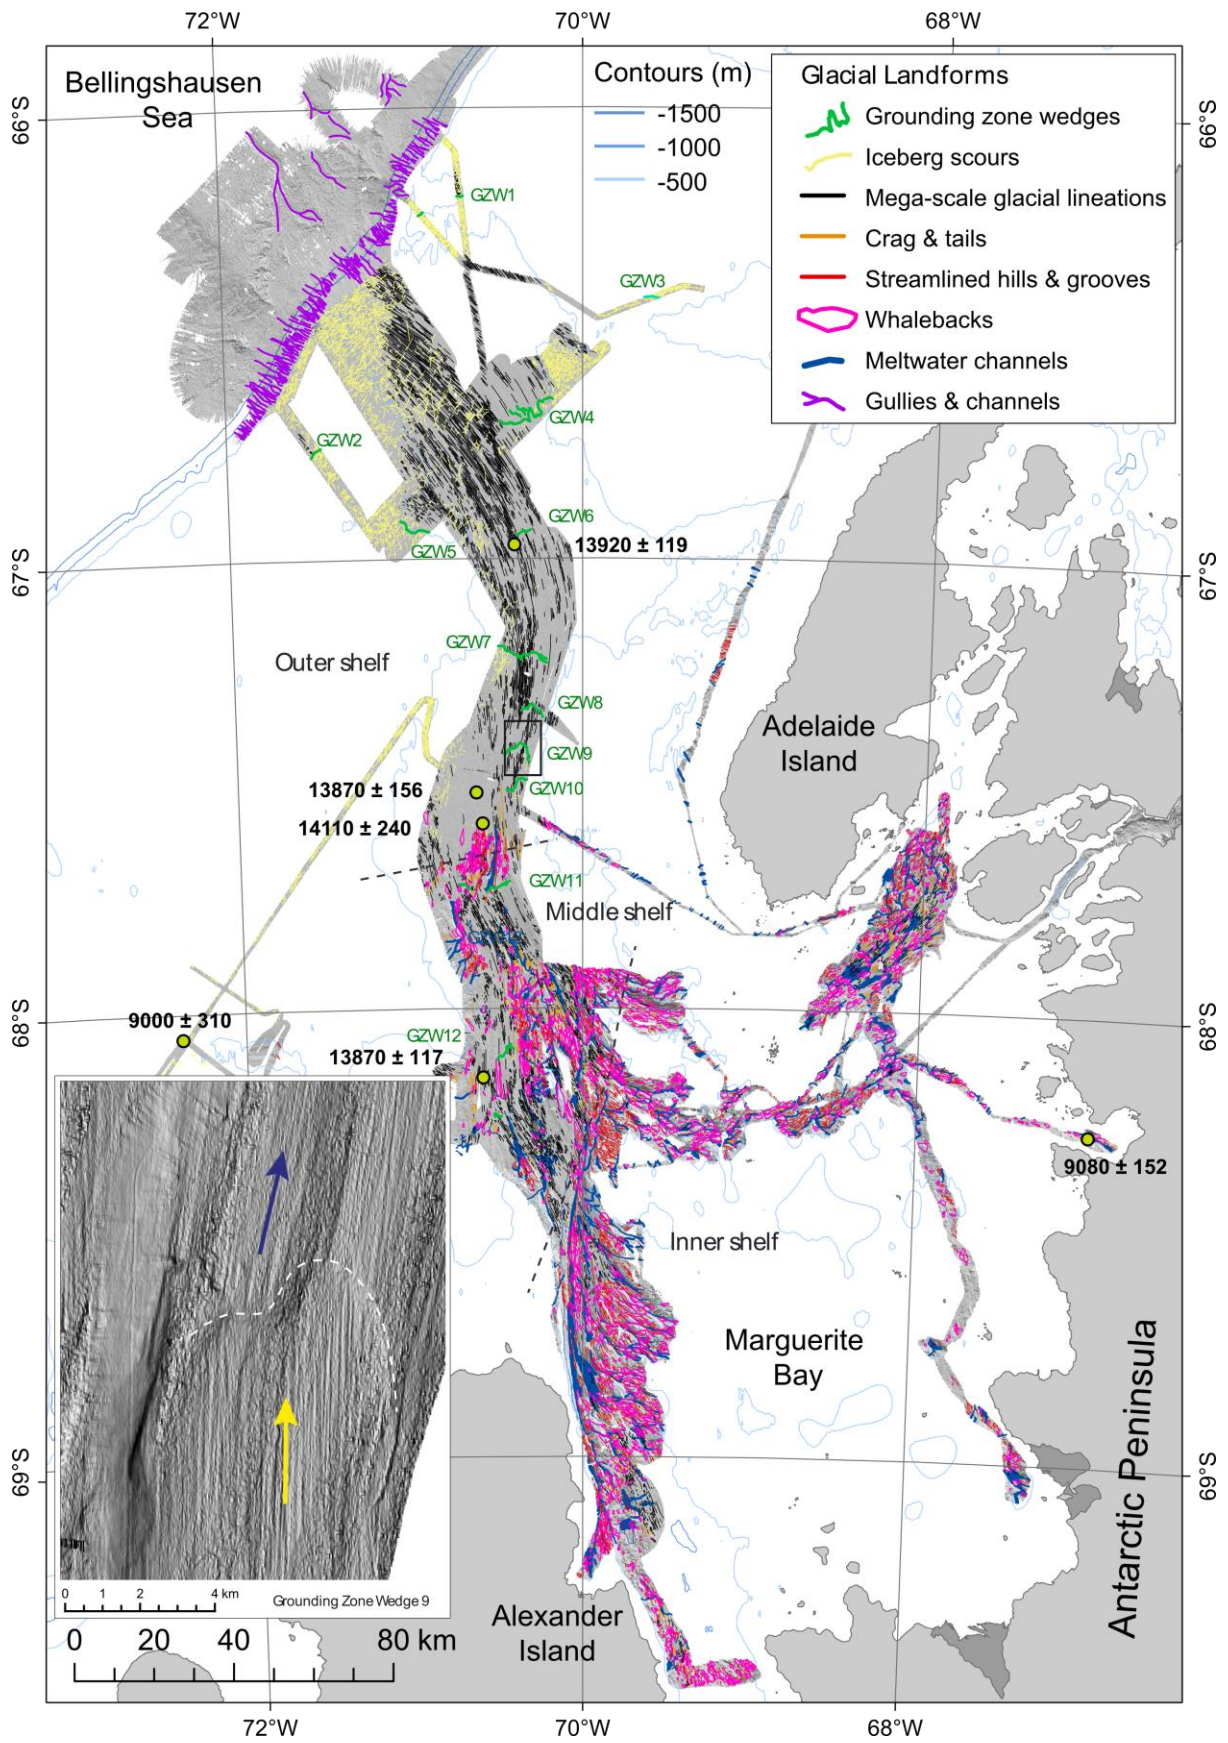 72°W
70°W
68°W
Bellingshausen
Sea
Contours (m)
-1500
-1000
-500
Glacial Landforms
Grounding zone wedges
Iceberg scours
Mega-scale glacial lineations
Crag & tails
Streamlined hills & grooves
Whalebacks
Meltwater channels
Gullies & channels
66°S
66°S
GZW1
GZW3
GZW4
GZW2
GZW6
GZW5
13920 ± 119
67°S
67°S
GZW7
Outer shelf
GZW8
Adelaide
Island
GZW9
GZW10
13870 ± 156
14110 ± 240
GZW11
Middle shelf
68°S
68°S
9000 ± 310
GZW12
13870 ± 117
9080 ± 152
Inner shelf
Marguerite
Bay
Antarctic Peninsula
69°S
69°S
0 1 2 4 km
Grounding Zone Wedge 9
Alexander
Island
0 20 40 80 km
72°W
70°W
68°W